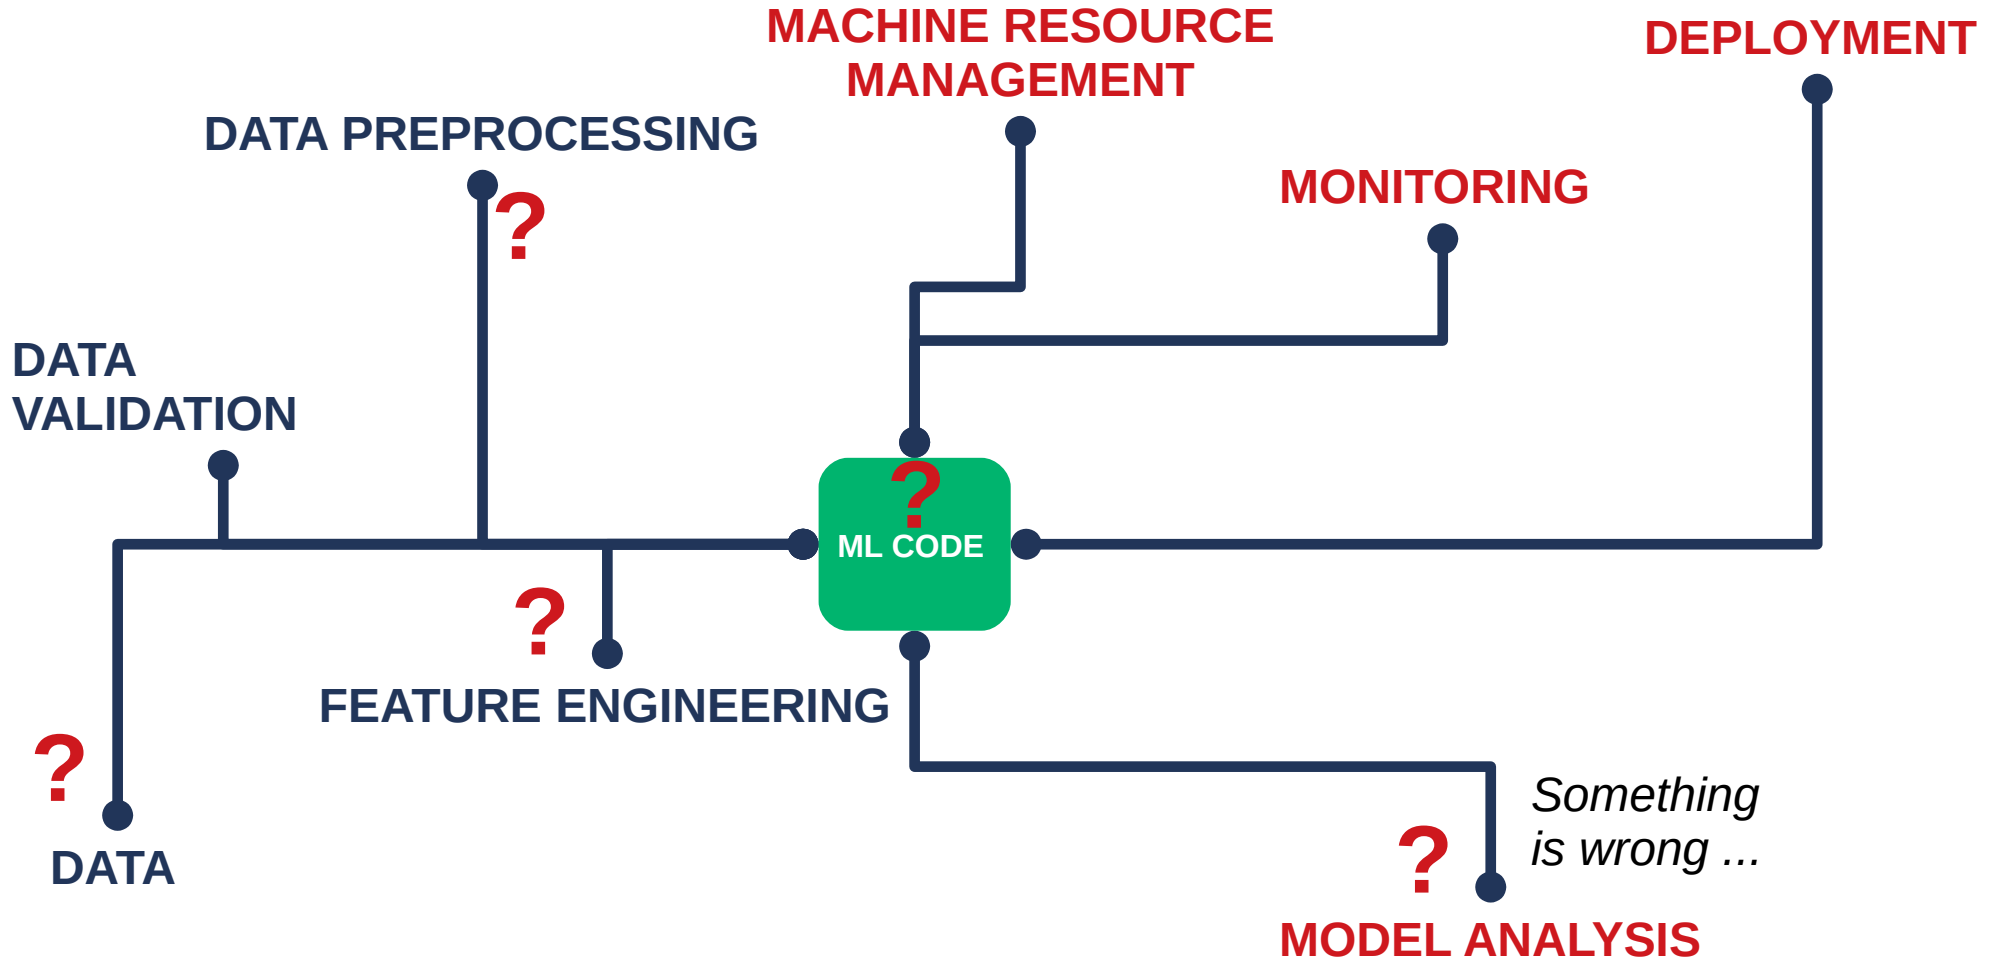 MACHINE RESOURCE
MANAGEMENT
DEPLOYMENT
DATA PREPROCESSING
?
MONITORING
DATA
VALIDATION
?
ML CODE
?
FEATURE ENGINEERING
?
DATA
Something
is wrong ...
?
MODEL ANALYSIS